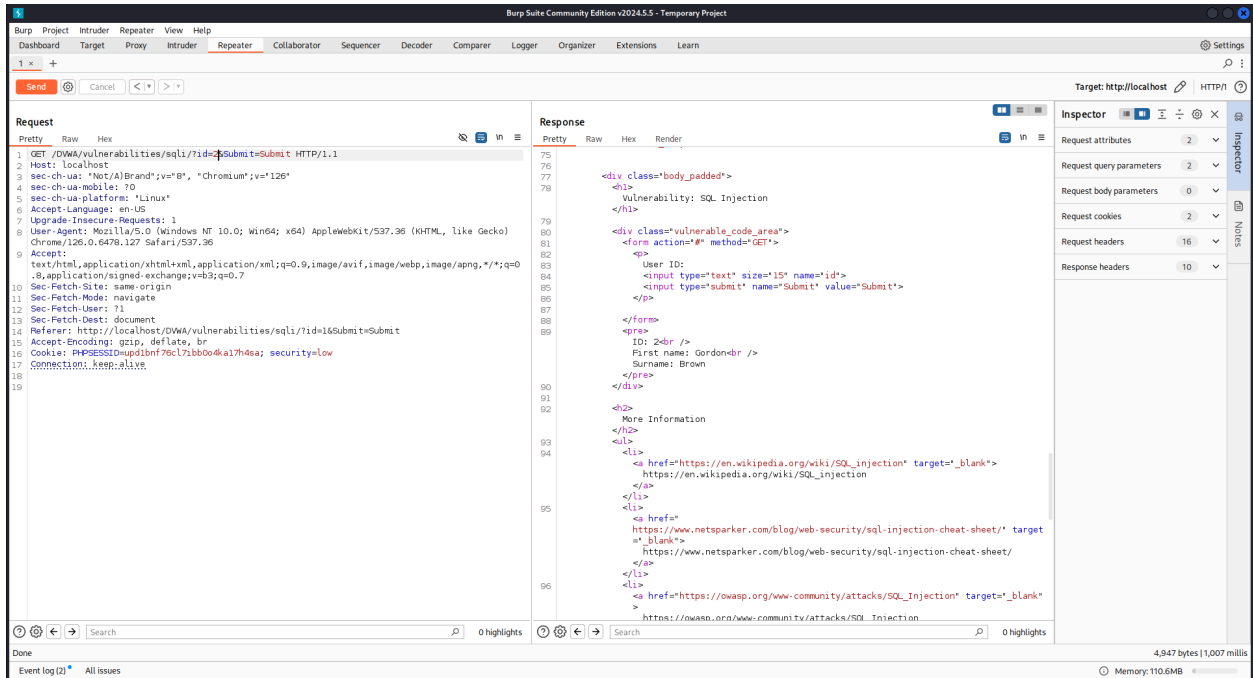 Burp Suite Community Edition v2024.5.5 - Temporary Project
Burp Project Intruder Repeater View Help
Dashboard Target Proxy Intruder Repeater Collaborator Sequencer Decoder Comparer Logger Organizer Extensions Learn Settings
1 × +
Send Cancel < > Target: http://localhost HTTP/1
Request
Pretty Raw Hex \n
1 GET /DVWA/vulnerabilities/sqli/?id=2&Submit=Submit HTTP/1.1
2 Host: localhost
3 sec-ch-ua: "Not/A)Brand";v="8", "Chromium";v="126"
4 sec-ch-ua-mobile: ?0
5 sec-ch-ua-platform: "Linux"
6 Accept-Language: en-US
7 Upgrade-Insecure-Requests: 1
8 User-Agent: Mozilla/5.0 (Windows NT 10.0; Win64; x64) AppleWebKit/537.36 (KHTML, like Gecko)
Chrome/126.0.6478.127 Safari/537.36
9 Accept:
text/html,application/xhtml+xml,application/xml;q=0.9,image/avif,image/webp,image/apng,*/*;q=0
.8,application/signed-exchange;v=b3;q=0.7
10 Sec-Fetch-Site: same-origin
11 Sec-Fetch-Mode: navigate
12 Sec-Fetch-User: ?1
13 Sec-Fetch-Dest: document
14 Referer: http://localhost/DVWA/vulnerabilities/sqli/?id=1&Submit=Submit
15 Accept-Encoding: gzip, deflate, br
16 Cookie: PHPSESSID=upd1bnf76cl7ibb0o4ka17h4sa; security=low
17 Connection: keep-alive
18
19
Search 0 highlights
Response
Pretty Raw Hex Render \n
75
76
77 <div class="body_padded">
78 <h1>
Vulnerability: SQL Injection
</h1>
79
80 <div class="vulnerable_code_area">
81 <form action="#" method="GET">
82 <p>
83 User ID:
84 <input type="text" size="15" name="id">
85 <input type="submit" name="Submit" value="Submit">
86 </p>
87
88 </form>
89 <pre>
ID: 2<br />
First name: Gordon<br />
Surname: Brown
</pre>
90 </div>
91
92 <h2>
More Information
</h2>
93 <ul>
94 <li>
<a href="https://en.wikipedia.org/wiki/SQL_injection" target="_blank">
https://en.wikipedia.org/wiki/SQL_injection
</a>
</li>
95 <li>
<a href="
https://www.netsparker.com/blog/web-security/sql-injection-cheat-sheet/" target
="_blank">
https://www.netsparker.com/blog/web-security/sql-injection-cheat-sheet/
</a>
</li>
96 <li>
<a href="https://owasp.org/www-community/attacks/SQL_Injection" target="_blank"
>
https://owasp.org/www-community/attacks/SQL_Injection
Search 0 highlights
Inspector
Request attributes 2
Request query parameters 2
Request body parameters 0
Request cookies 2
Request headers 16
Response headers 10
Inspector
Notes
Done 4,947 bytes | 1,007 millis
Event log (2) All issues Memory: 110.6MB